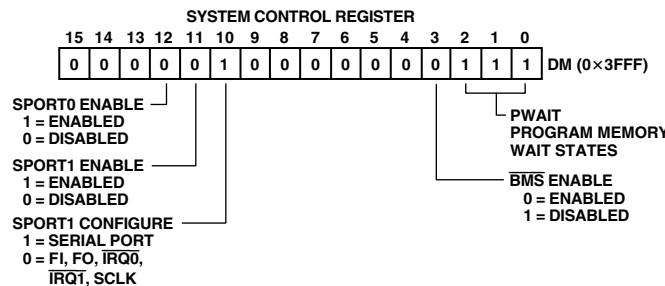 SYSTEM CONTROL REGISTER
15 14 13 12 11 10 9 8 7 6 5 4 3 2 1 0
0 0 0 0 0 1 0 0 0 0 0 0 0 1 1 1 DM (0×3FFF)
SPORT0 ENABLE
1 = ENABLED
0 = DISABLED
SPORT1 ENABLE
1 = ENABLED
0 = DISABLED
SPORT1 CONFIGURE
1 = SERIAL PORT
0 = FI, FO, IRQ0,
IRQ1, SCLK
PWAIT
PROGRAM MEMORY
WAIT STATES
BMS ENABLE
0 = ENABLED
1 = DISABLED